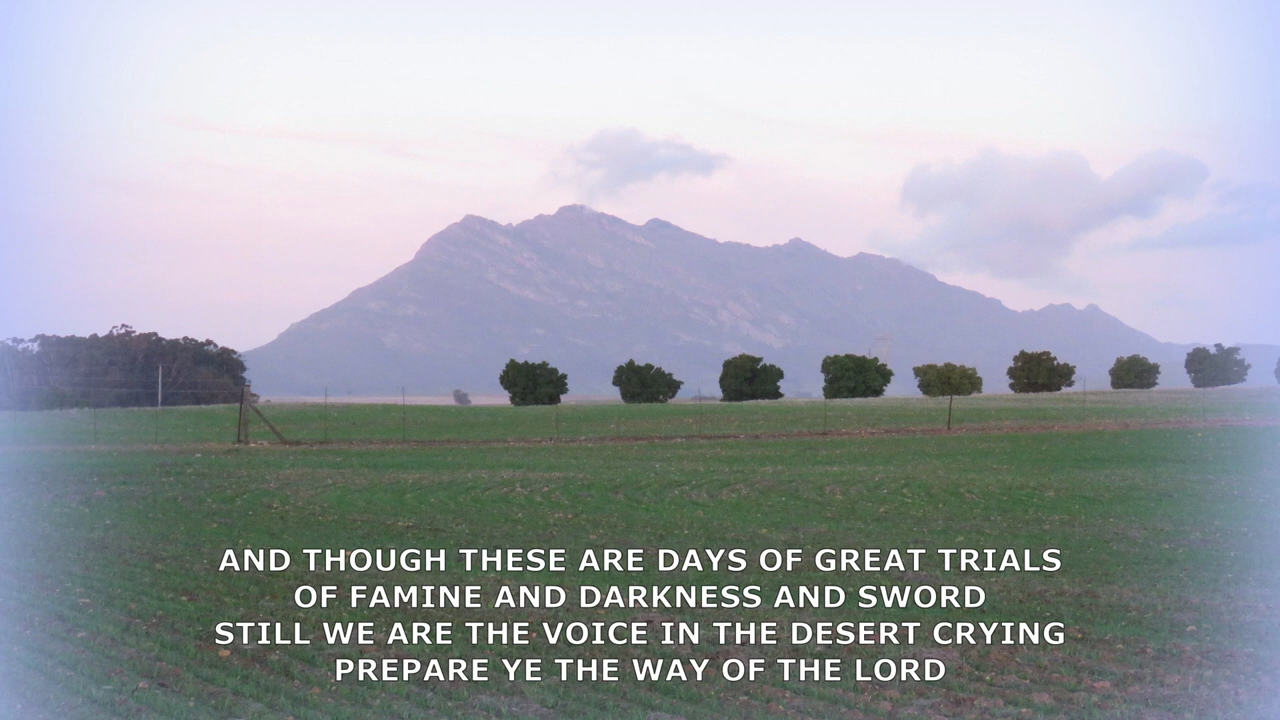 AND THOUGH THESE ARE DAYS OF GREAT TRIALS
OF FAMINE AND DARKNESS AND SWORD
STILL WE ARE THE VOICE IN THE DESERT CRYING
PREPARE YE THE WAY OF THE LORD